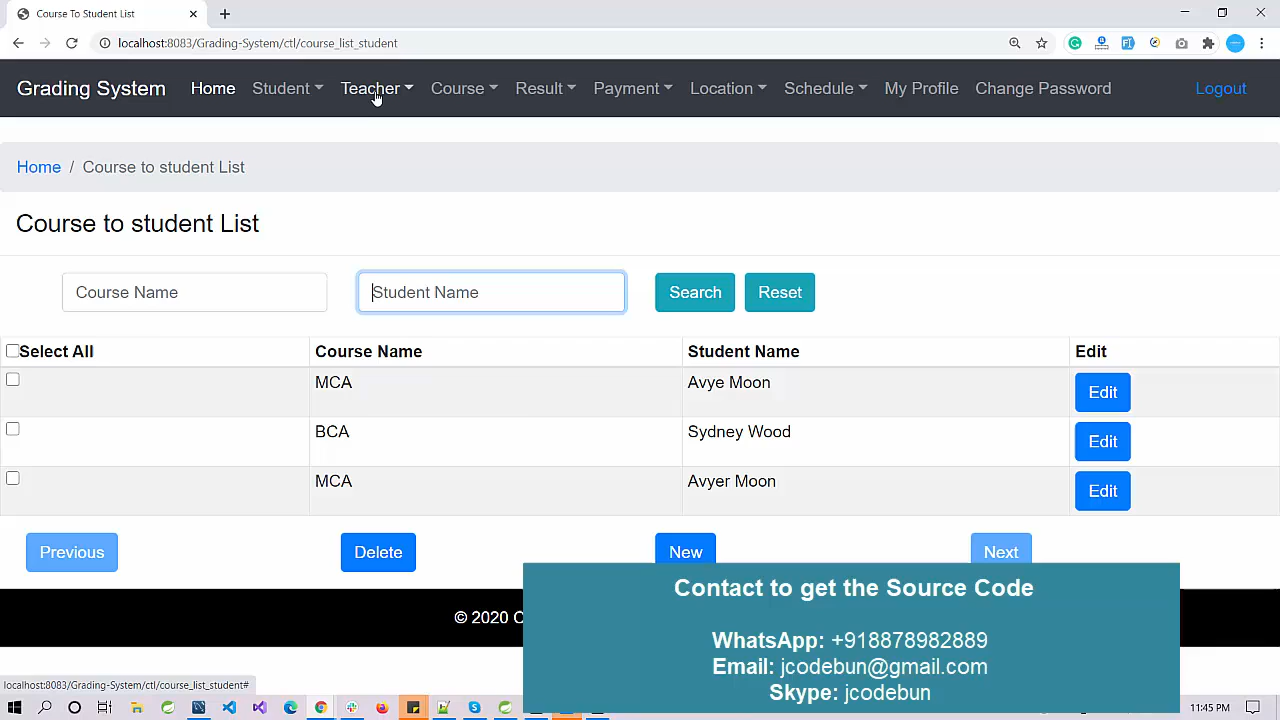 Course To Student List
localhost:8083/Grading-System/ctl/course_list_student
Grading System Home Student Teacher Course Result Payment Location Schedule My Profile Change Password Logout
Home / Course to student List
Course to student List
Course Name Student Name Search Reset
Select All Course Name Student Name Edit
MCA Avye Moon Edit
BCA Sydney Wood Edit
MCA Avyer Moon Edit
Previous Delete New Next
Contact to get the Source Code
© 2020
WhatsApp: +918878982889
Email: jcodebun@gmail.com
Skype: jcodebun
localhost:8083/Grading-System/ctl/course_list_student#
11:45 PM